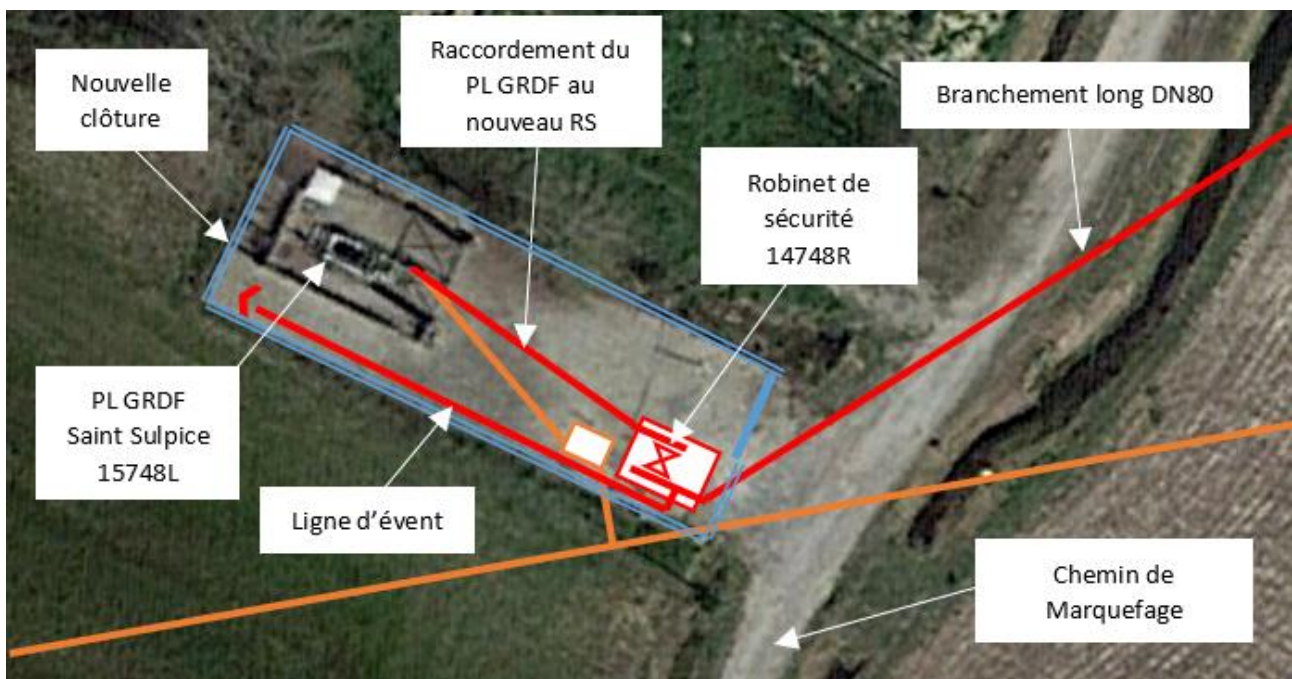 Nouvelle
clôture
Raccordement du
PL GRDF au
nouveau RS
Branchement long DN80
Robinet de
sécurité
14748R
PL GRDF
Saint Sulpice
15748L
Ligne d'évent
Chemin de
Marquefage